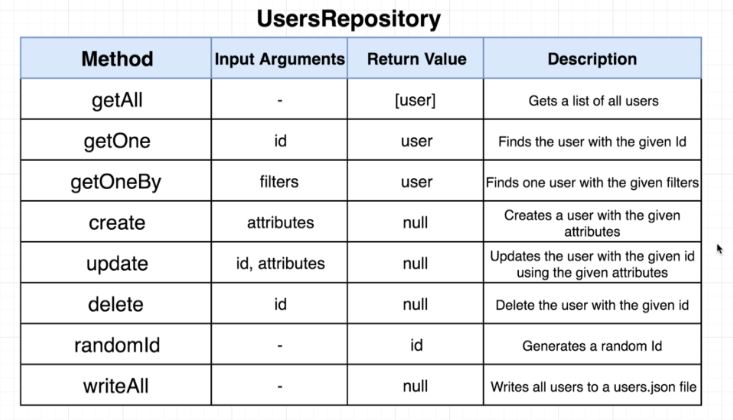 UsersRepository
Method Input Arguments Return Value Description
getAll - [user] Gets a list of all users
getOne id user Finds the user with the given Id
getOneBy filters user Finds one user with the given filters
create attributes null Creates a user with the given
attributes
update id, attributes null Updates the user with the given id
using the given attributes
delete id null Delete the user with the given id
randomId - id Generates a random Id
writeAll - null Writes all users to a users.json file